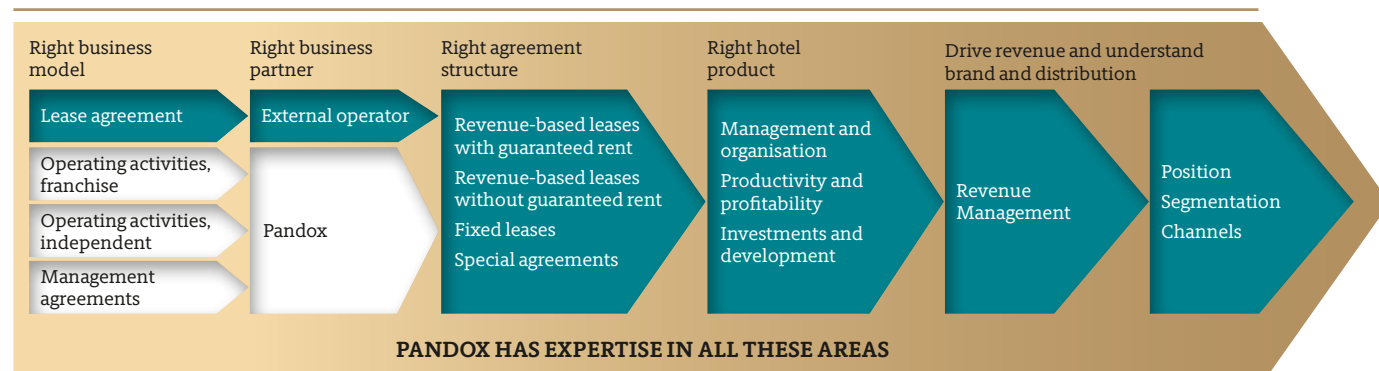 Right business
model
Right business
partner
Right agreement
structure
Right hotel
product
Drive revenue and understand
brand and distribution
Lease agreement
Operating activities,
franchise
Operating activities,
independent
Management
agreements
External operator
Pandox
Revenue-based leases
with guaranteed rent
Revenue-based leases
without guaranteed rent
Fixed leases
Special agreements
Management and
organisation
Productivity and
profitability
Investments and
development
Revenue
Management
Position
Segmentation
Channels
PANDOX HAS EXPERTISE IN ALL THESE AREAS